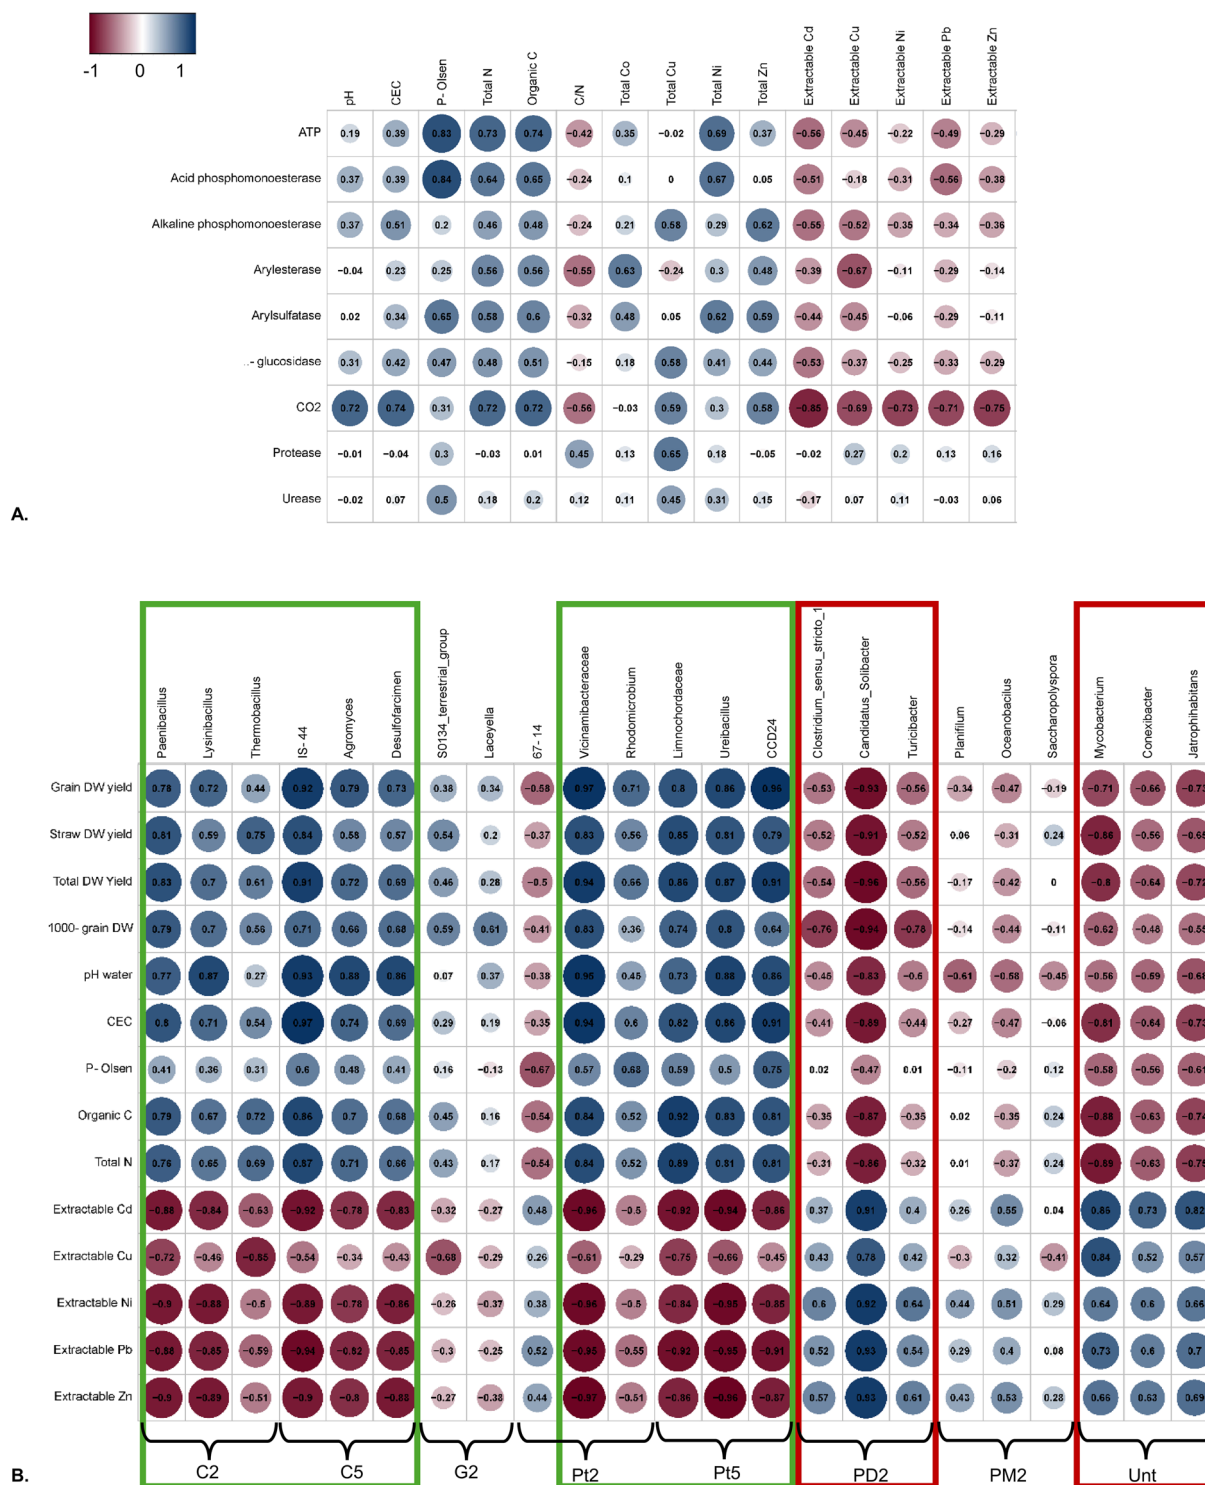 -1 0 1
pH CEC P- Olsen Total N Organic C C/N Total Co Total Cu Total Ni Total Zn Extractable Cd Extractable Cu Extractable Ni Extractable Pb Extractable Zn
ATP 0.19 0.39 0.83 0.73 0.74 −0.42 0.35 −0.02 0.69 0.37 −0.56 −0.45 −0.22 −0.49 −0.29
Acid phosphomonoesterase 0.37 0.39 0.84 0.64 0.65 −0.24 0.1 0 0.67 0.05 −0.51 −0.18 −0.31 −0.56 −0.38
Alkaline phosphomonoesterase 0.37 0.51 0.2 0.46 0.48 −0.24 0.21 0.58 0.29 0.62 −0.55 −0.52 −0.35 −0.34 −0.36
Arylesterase −0.04 0.23 0.25 0.56 0.56 −0.55 0.63 −0.24 0.3 0.48 −0.39 −0.67 −0.11 −0.29 −0.14
Arylsulfatase 0.02 0.34 0.65 0.58 0.6 −0.32 0.48 0.05 0.62 0.59 −0.44 −0.45 −0.06 −0.29 −0.11
..- glucosidase 0.31 0.42 0.47 0.48 0.51 −0.15 0.18 0.58 0.41 0.44 −0.53 −0.37 −0.25 −0.33 −0.29
CO2 0.72 0.74 0.31 0.72 0.72 −0.56 −0.03 0.59 0.3 0.58 −0.85 −0.69 −0.73 −0.71 −0.75
Protease −0.01 −0.04 0.3 −0.03 0.01 0.45 0.13 0.65 0.18 −0.05 −0.02 0.27 0.2 0.13 0.16
Urease −0.02 0.07 0.5 0.18 0.2 0.12 0.11 0.45 0.31 0.15 −0.17 0.07 0.11 −0.03 0.06
A.
Paenibacillus Lysinibacillus Thermobacillus IS- 44 Agromyces Desulfofarcimen S0134_terrestrial_group Laceyella 67- 14 Vicinamibacteraceae Rhodomicrobium Limnochordaceae Ureibacillus CCD24 Clostridium_sensu_stricto_1 Candidatus_Solibacter Turicibacter Planifilum Oceanobacilus Saccharopolyspora Mycobacterium Conexibacter Jatrophihabitans
Grain DW yield 0.78 0.72 0.44 0.92 0.79 0.73 0.38 0.34 −0.58 0.97 0.71 0.8 0.86 0.96 −0.53 −0.93 −0.56 −0.34 −0.47 −0.19 −0.71 −0.66 −0.73
Straw DW yield 0.81 0.59 0.75 0.84 0.58 0.57 0.54 0.2 −0.37 0.83 0.56 0.85 0.81 0.79 −0.52 −0.91 −0.52 0.06 −0.31 0.24 −0.86 −0.56 −0.65
Total DW Yield 0.83 0.7 0.61 0.91 0.72 0.69 0.46 0.28 −0.5 0.94 0.66 0.86 0.87 0.91 −0.54 −0.96 −0.56 −0.17 −0.42 0 −0.8 −0.64 −0.72
1000- grain DW 0.79 0.7 0.56 0.71 0.66 0.68 0.59 0.61 −0.41 0.83 0.36 0.74 0.8 0.64 −0.76 −0.94 −0.78 −0.14 −0.44 −0.11 −0.62 −0.48 −0.55
pH water 0.77 0.87 0.27 0.93 0.88 0.86 0.07 0.37 −0.38 0.95 0.45 0.73 0.88 0.86 −0.45 −0.83 −0.5 −0.61 −0.58 −0.45 −0.56 −0.59 −0.68
CEC 0.8 0.71 0.54 0.97 0.74 0.69 0.29 0.19 −0.35 0.94 0.6 0.82 0.86 0.91 −0.41 −0.89 −0.44 −0.27 −0.47 −0.06 −0.81 −0.64 −0.73
P- Olsen 0.41 0.36 0.31 0.6 0.48 0.41 0.16 −0.13 −0.67 0.57 0.68 0.59 0.5 0.75 0.02 −0.47 0.01 −0.11 −0.2 0.12 −0.58 −0.56 −0.61
Organic C 0.79 0.67 0.72 0.86 0.7 0.68 0.45 0.16 −0.54 0.84 0.52 0.92 0.83 0.81 −0.35 −0.87 −0.35 0.02 −0.35 0.24 −0.88 −0.63 −0.74
Total N 0.76 0.65 0.69 0.87 0.71 0.66 0.43 0.17 −0.54 0.84 0.52 0.89 0.81 0.81 −0.31 −0.86 −0.32 0.01 −0.37 0.24 −0.89 −0.63 −0.75
Extractable Cd −0.88 −0.84 −0.63 −0.92 −0.78 −0.83 −0.32 −0.27 0.48 −0.96 −0.5 −0.92 −0.94 −0.86 0.37 0.91 0.4 0.26 0.55 0.04 0.86 0.73 0.82
Extractable Cu −0.72 −0.46 −0.85 −0.54 −0.34 −0.43 −0.68 −0.29 0.26 −0.61 −0.29 −0.75 −0.66 −0.45 0.43 0.78 0.42 −0.3 0.32 −0.41 0.84 0.52 0.57
Extractable Ni −0.9 −0.88 −0.5 −0.89 −0.78 −0.86 −0.26 −0.37 0.38 −0.96 −0.5 −0.84 −0.95 −0.85 0.6 0.92 0.64 0.44 0.51 0.29 0.64 0.6 0.66
Extractable Pb −0.88 −0.85 −0.59 −0.94 −0.82 −0.85 −0.3 −0.25 0.52 −0.95 −0.55 −0.92 −0.95 −0.91 0.52 0.93 0.54 0.29 0.4 0.08 0.73 0.6 0.7
Extractable Zn −0.9 −0.89 −0.51 −0.9 −0.8 −0.88 −0.27 −0.38 0.44 −0.97 −0.51 −0.86 −0.96 −0.87 0.57 0.93 0.61 0.43 0.53 0.28 0.66 0.63 0.69
C2 C5 G2 Pt2 Pt5 PD2 PM2 Unt
B.